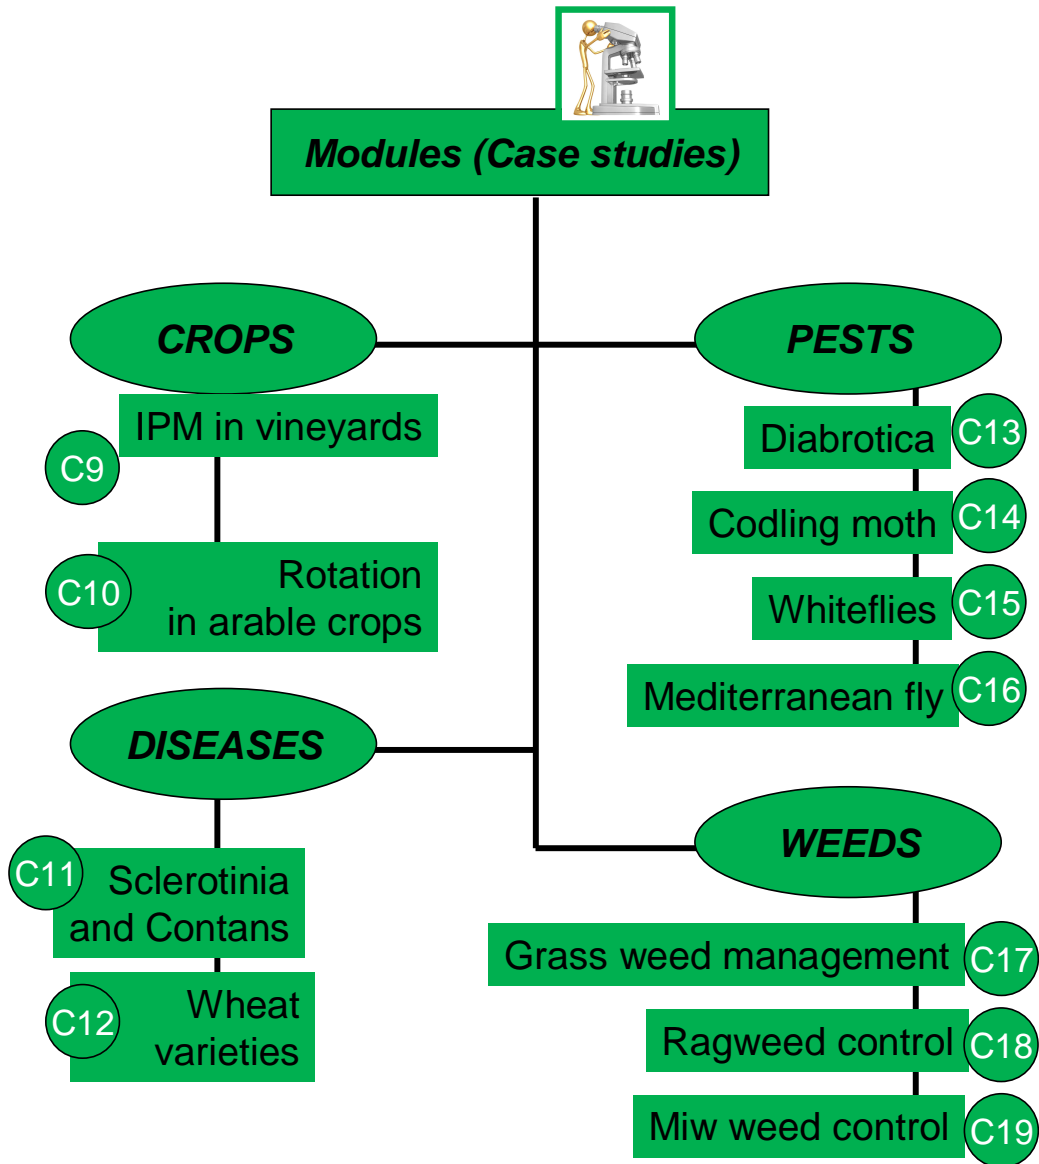 Modules (Case studies)
CROPS
IPM in vineyards
C9
C10
Rotation
in arable crops
PESTS
Diabrotica
C13
Codling moth
C14
Whiteflies
C15
Mediterranean fly
C16
DISEASES
C11
Sclerotinia
and Contans
C12
Wheat
varieties
WEEDS
Grass weed management
C17
Ragweed control
C18
Miw weed control
C19